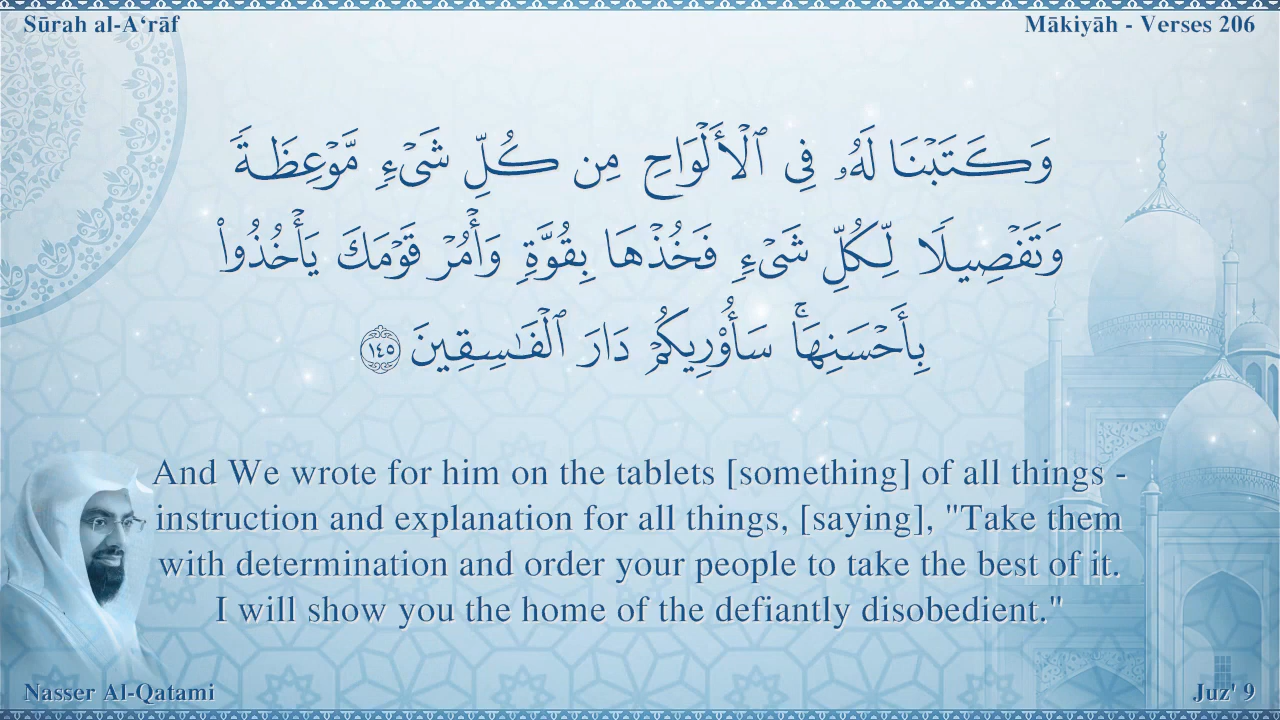 Sūrah al-A‘rāf
Mākiyāh - Verses 206
وَكَتَبْنَا لَهُۥ فِى ٱلْأَلْوَاحِ مِن كُلِّ شَىْءٍ مَّوْعِظَةً
وَتَفْصِيلًا لِّكُلِّ شَىْءٍ فَخُذْهَا بِقُوَّةٍ وَأْمُرْ قَوْمَكَ يَأْخُذُوا۟
بِأَحْسَنِهَا ۚ سَأُو۟رِيكُمْ دَارَ ٱلْفَـٰسِقِينَ ١٤٥
And We wrote for him on the tablets [something] of all things -
instruction and explanation for all things, [saying], "Take them
with determination and order your people to take the best of it.
I will show you the home of the defiantly disobedient."
Nasser Al-Qatami
Juz' 9